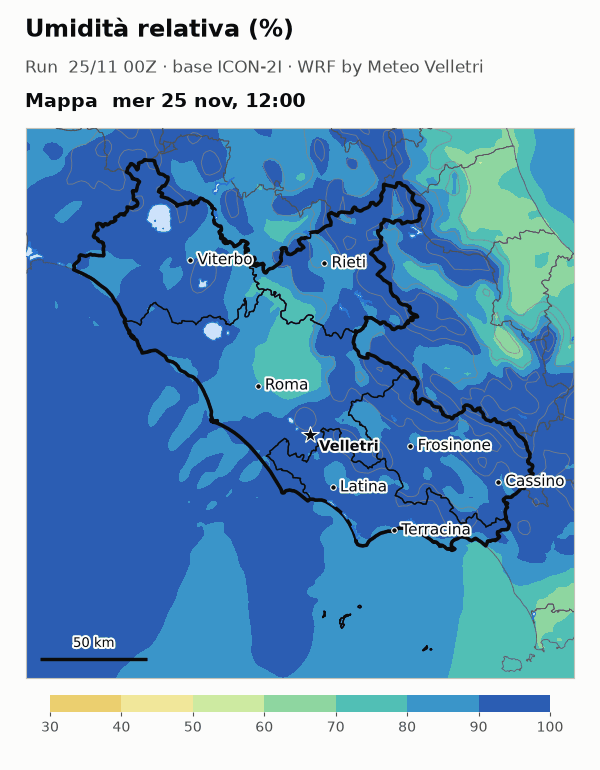 Umidità relativa (%)
Run  25/11 00Z · base ICON-2I · WRF by Meteo Velletri
Mappa  mer 25 nov, 12:00
Viterbo
Rieti
Roma
Velletri
Frosinone
Cassino
Latina
Terracina
50 km
30 40 50 60 70 80 90 100